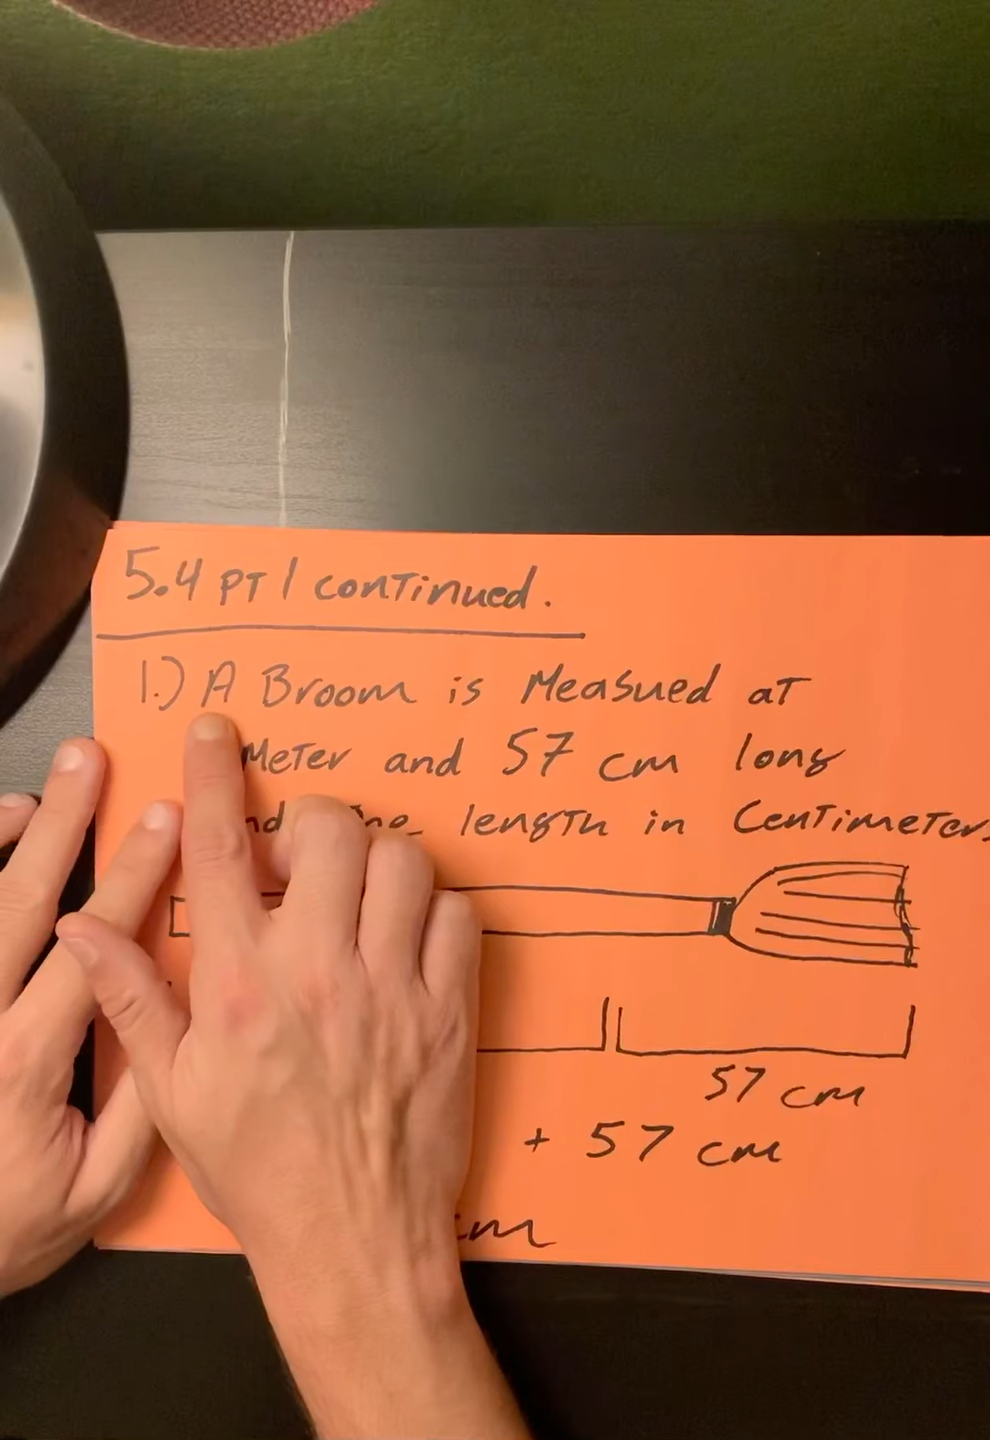 5.4 PT 1 continued.
1.) A Broom is Measued at
Meter and 57 cm long
length in Centimeters
57 cm
+ 57 cm
cm